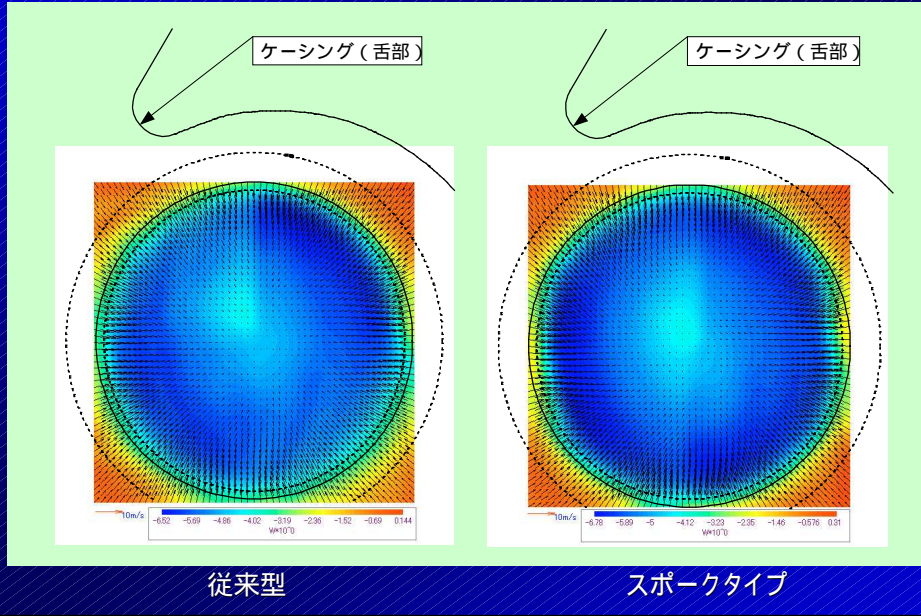 ケーシング（舌部）
ケーシング（舌部）
10m/s
-6.52 -5.69 -4.86 -4.02 -3.19 -2.36 -1.52 -0.69 0.144
W*10^0
10m/s
-6.78 -5.89 -5 -4.12 -3.23 -2.35 -1.46 -0.576 0.31
W*10^0
従来型
スポークタイプ